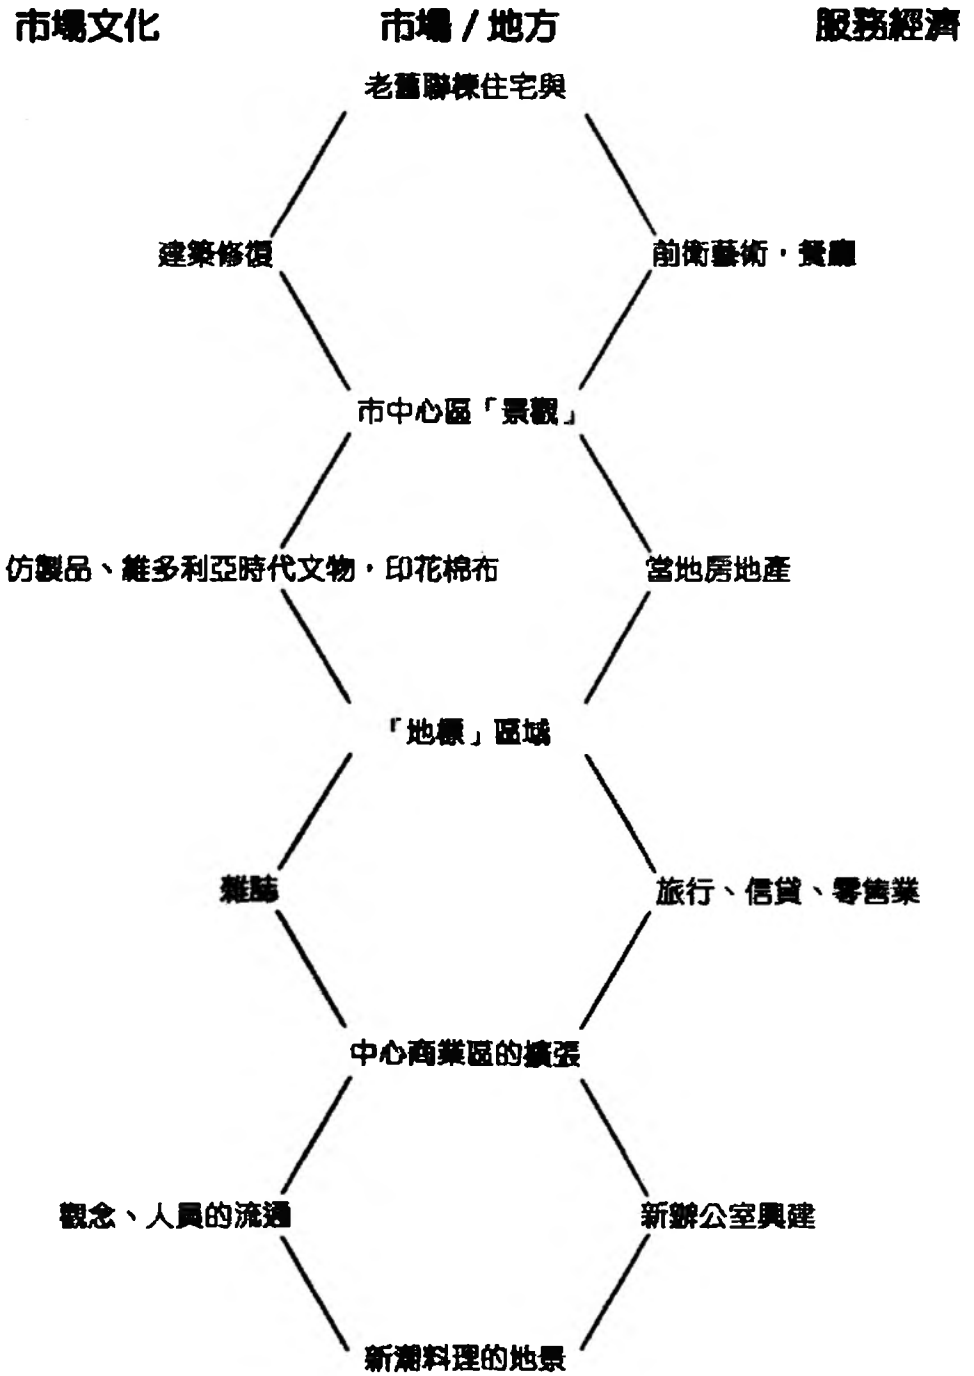 市場文化 市場 / 地方 服務經濟
老舊聯棟住宅與
建築修復 前衛藝術，餐廳
市中心區「景觀」
仿製品、維多利亞時代文物，印花棉布 當地房地產
「地標」區域
雜誌 旅行、信貸、零售業
中心商業區的擴張
觀念、人員的流通 新辦公室興建
新潮料理的地景